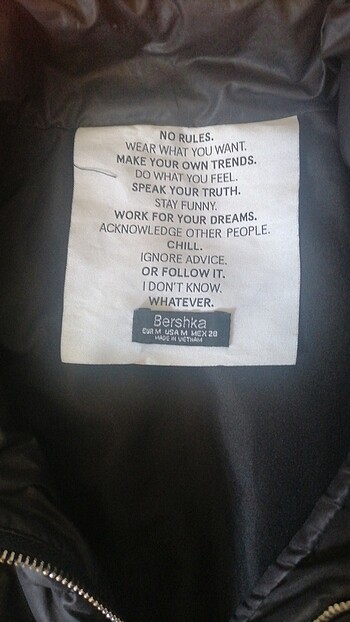 NO RULES.
WEAR WHAT YOU WANT.
MAKE YOUR OWN TRENDS.
DO WHAT YOU FEEL.
SPEAK YOUR TRUTH.
STAY FUNNY.
WORK FOR YOUR DREAMS.
ACKNOWLEDGE OTHER PEOPLE.
CHILL.
IGNORE ADVICE.
OR FOLLOW IT.
I DON'T KNOW.
WHATEVER.
Bershka
EUR M USA M MEX 28
MADE IN VIETNAM